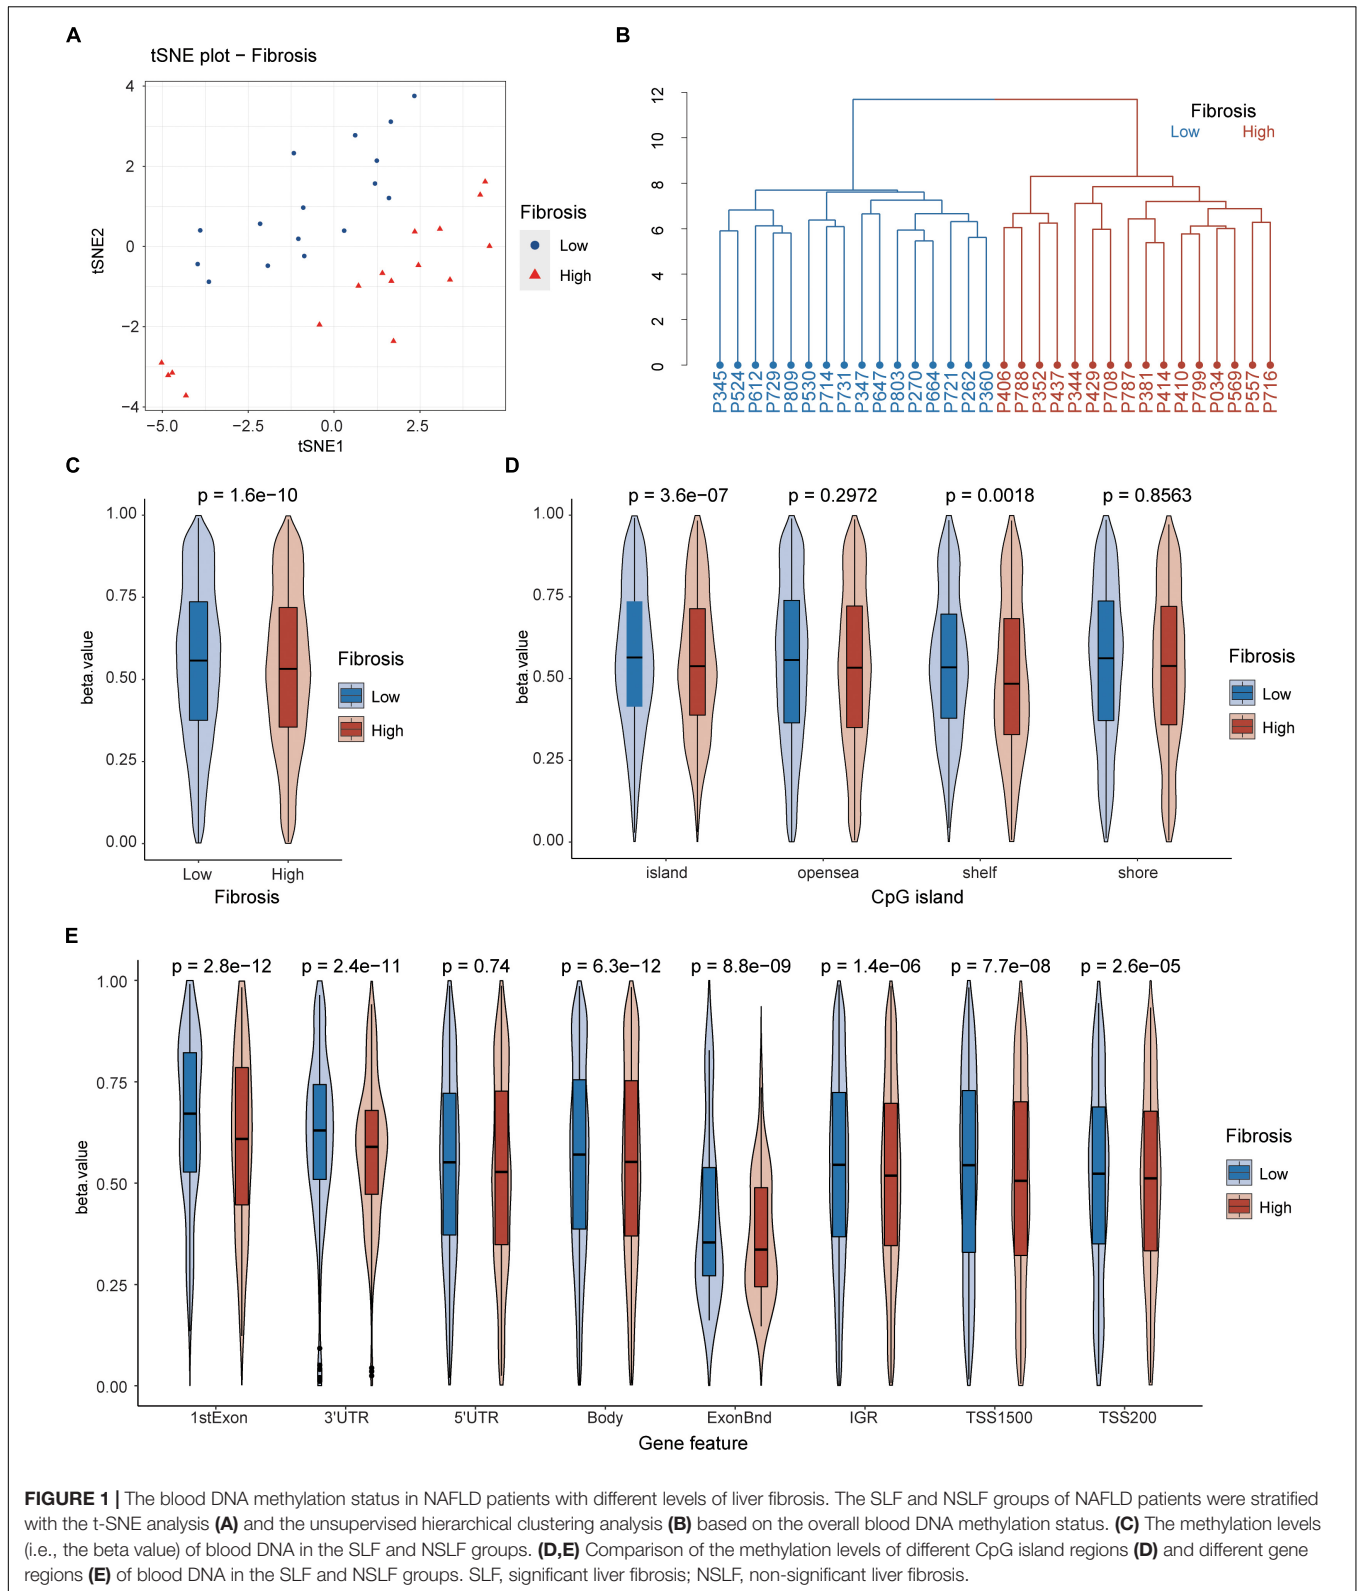 A
tSNE plot − Fibrosis
4
2
0
−2
−4
tSNE2
−5.0 −2.5 0.0 2.5
tSNE1
Fibrosis
Low
High
B
12
10
8
6
4
2
0
Fibrosis
Low High
P345 P524 P612 P729 P809 P530 P714 P731 P347 P647 P803 P270 P664 P721 P262 P360 P406 P788 P352 P437 P344 P429 P708 P787 P381 P414 P410 P799 P034 P569 P557 P716
C
p = 1.6e−10
1.00
0.75
0.50
0.25
0.00
beta.value
Low High
Fibrosis
Fibrosis
Low
High
D
p = 3.6e−07 p = 0.2972 p = 0.0018 p = 0.8563
1.00
0.75
0.50
0.25
0.00
beta.value
island opensea shelf shore
CpG island
Fibrosis
Low
High
E
p = 2.8e−12 p = 2.4e−11 p = 0.74 p = 6.3e−12 p = 8.8e−09 p = 1.4e−06 p = 7.7e−08 p = 2.6e−05
1.00
0.75
0.50
0.25
0.00
beta.value
1stExon 3'UTR 5'UTR Body ExonBnd IGR TSS1500 TSS200
Gene feature
Fibrosis
Low
High
FIGURE 1 | The blood DNA methylation status in NAFLD patients with different levels of liver fibrosis. The SLF and NSLF groups of NAFLD patients were stratified
with the t-SNE analysis (A) and the unsupervised hierarchical clustering analysis (B) based on the overall blood DNA methylation status. (C) The methylation levels
(i.e., the beta value) of blood DNA in the SLF and NSLF groups. (D,E) Comparison of the methylation levels of different CpG island regions (D) and different gene
regions (E) of blood DNA in the SLF and NSLF groups. SLF, significant liver fibrosis; NSLF, non-significant liver fibrosis.